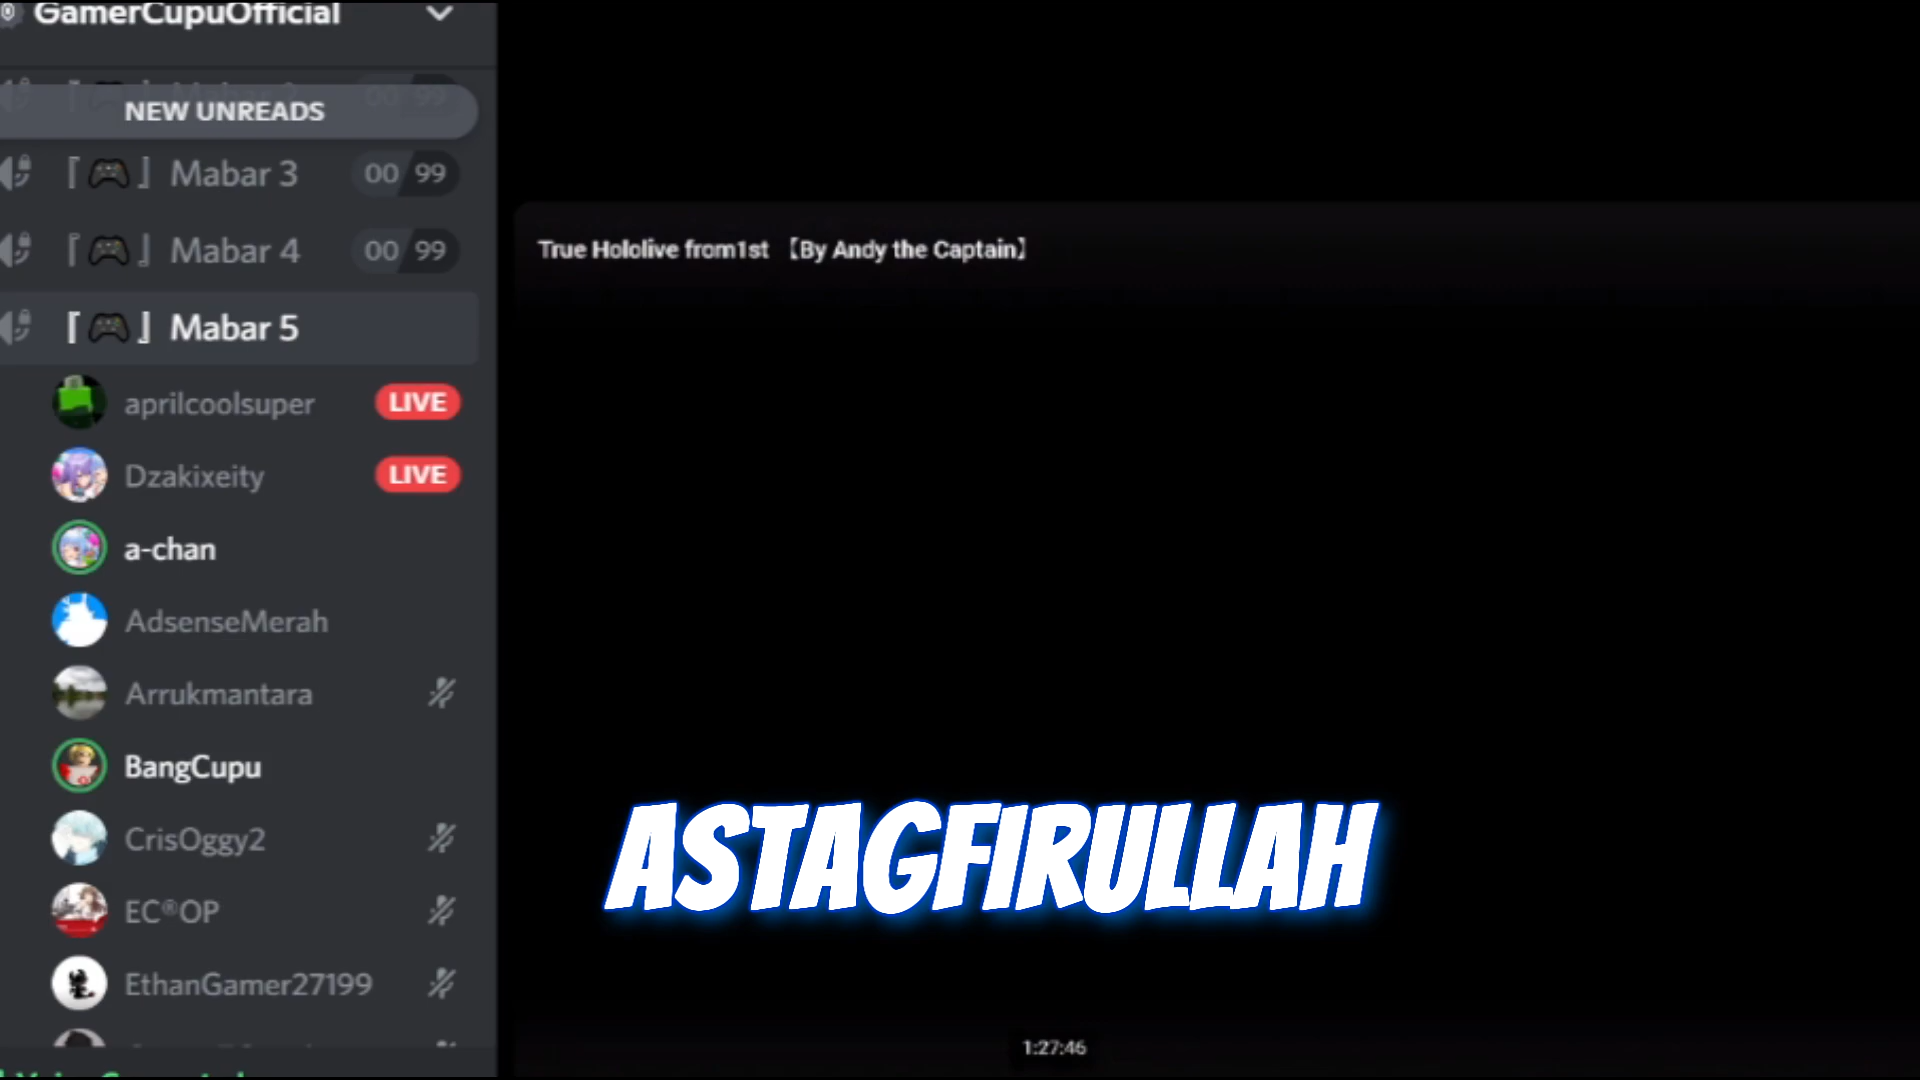 GamerCupuOfficial
NEW UNREADS
『🎮』 Mabar 3 00 99
『🎮』 Mabar 4 00 99
『🎮』 Mabar 5
aprilcoolsuper LIVE
Dzakixeity LIVE
a-chan
AdsenseMerah
Arrukmantara
BangCupu
CrisOggy2
EC®OP
EthanGamer27199
True Hololive from1st 【By Andy the Captain】
ASTAGFIRULLAH
1:27:46